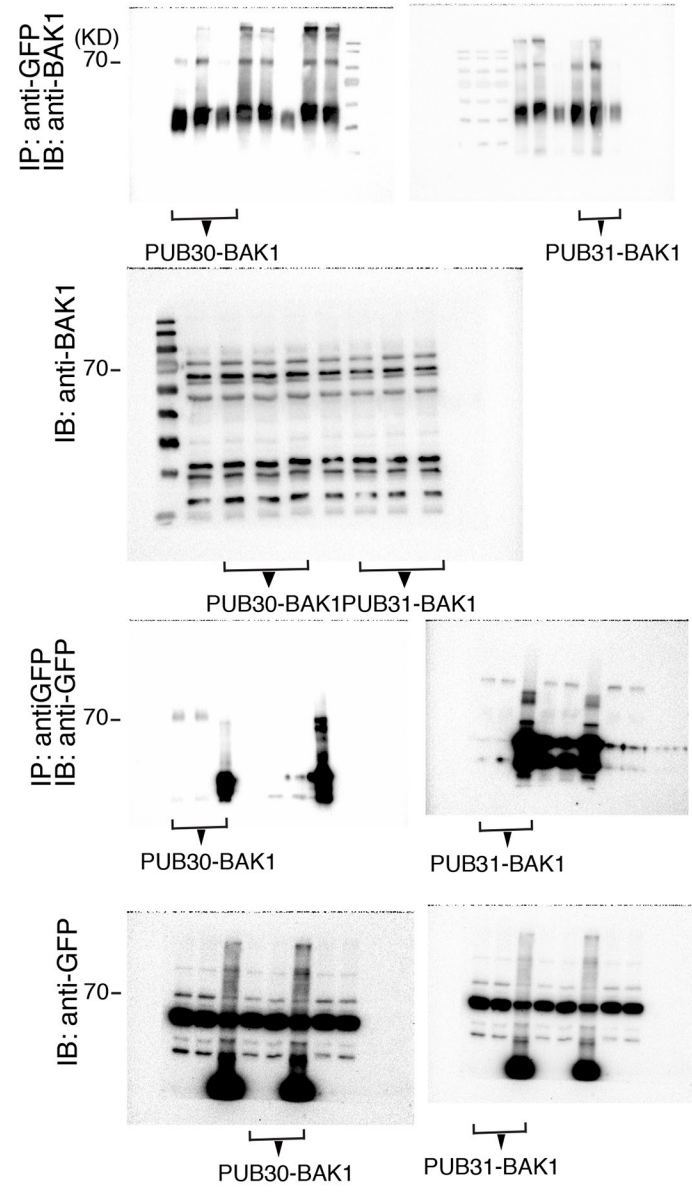 IP: anti-GFP
IB: anti-BAK1
(KD)
70
PUB30-BAK1
PUB31-BAK1
IB: anti-BAK1
70
PUB30-BAK1
PUB31-BAK1
IP: antiGFP
IB: anti-GFP
70
PUB30-BAK1
PUB31-BAK1
IB: anti-GFP
70
PUB30-BAK1
PUB31-BAK1